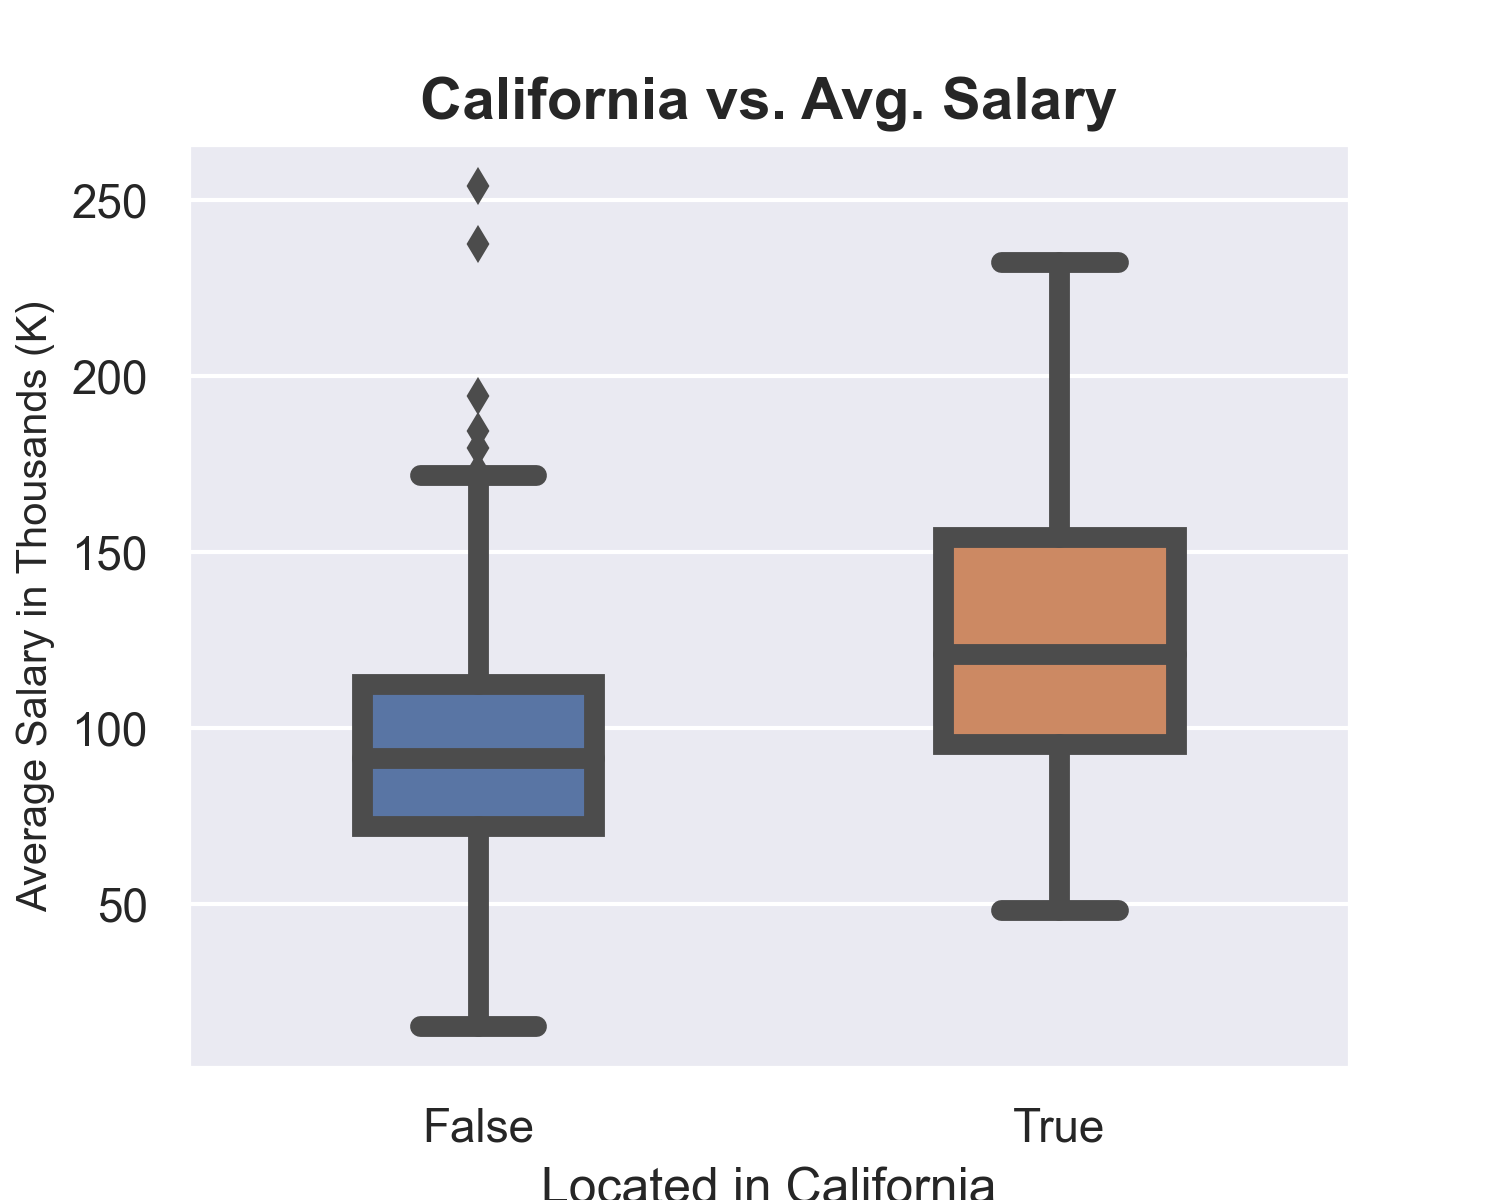 California vs. Avg. Salary
Average Salary in Thousands (K)
250
200
150
100
50
False
True
Located in California